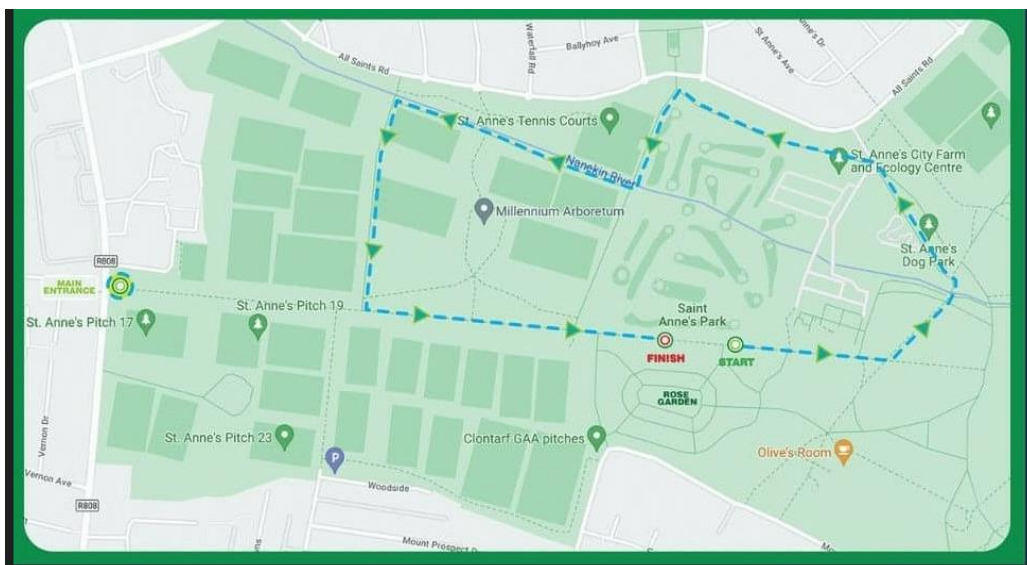 All Saints Rd
Waterfall Rd
Ballyhoy Ave
St Anne's Ave
St Anne's Dr
All Saints Rd
St. Anne's Tennis Courts
Nanekin River
St. Anne's City Farm
and Ecology Centre
Millennium Arboretum
St. Anne's
Dog Park
R808
MAIN
ENTRANCE
St. Anne's Pitch 19
St. Anne's Pitch 17
Saint
Anne's Park
FINISH
START
ROSE
GARDEN
St. Anne's Pitch 23
Clontarf GAA pitches
Olive's Room
P
Vernon Dr
Vernon Ave
R808
Woodside
Mount Prospect